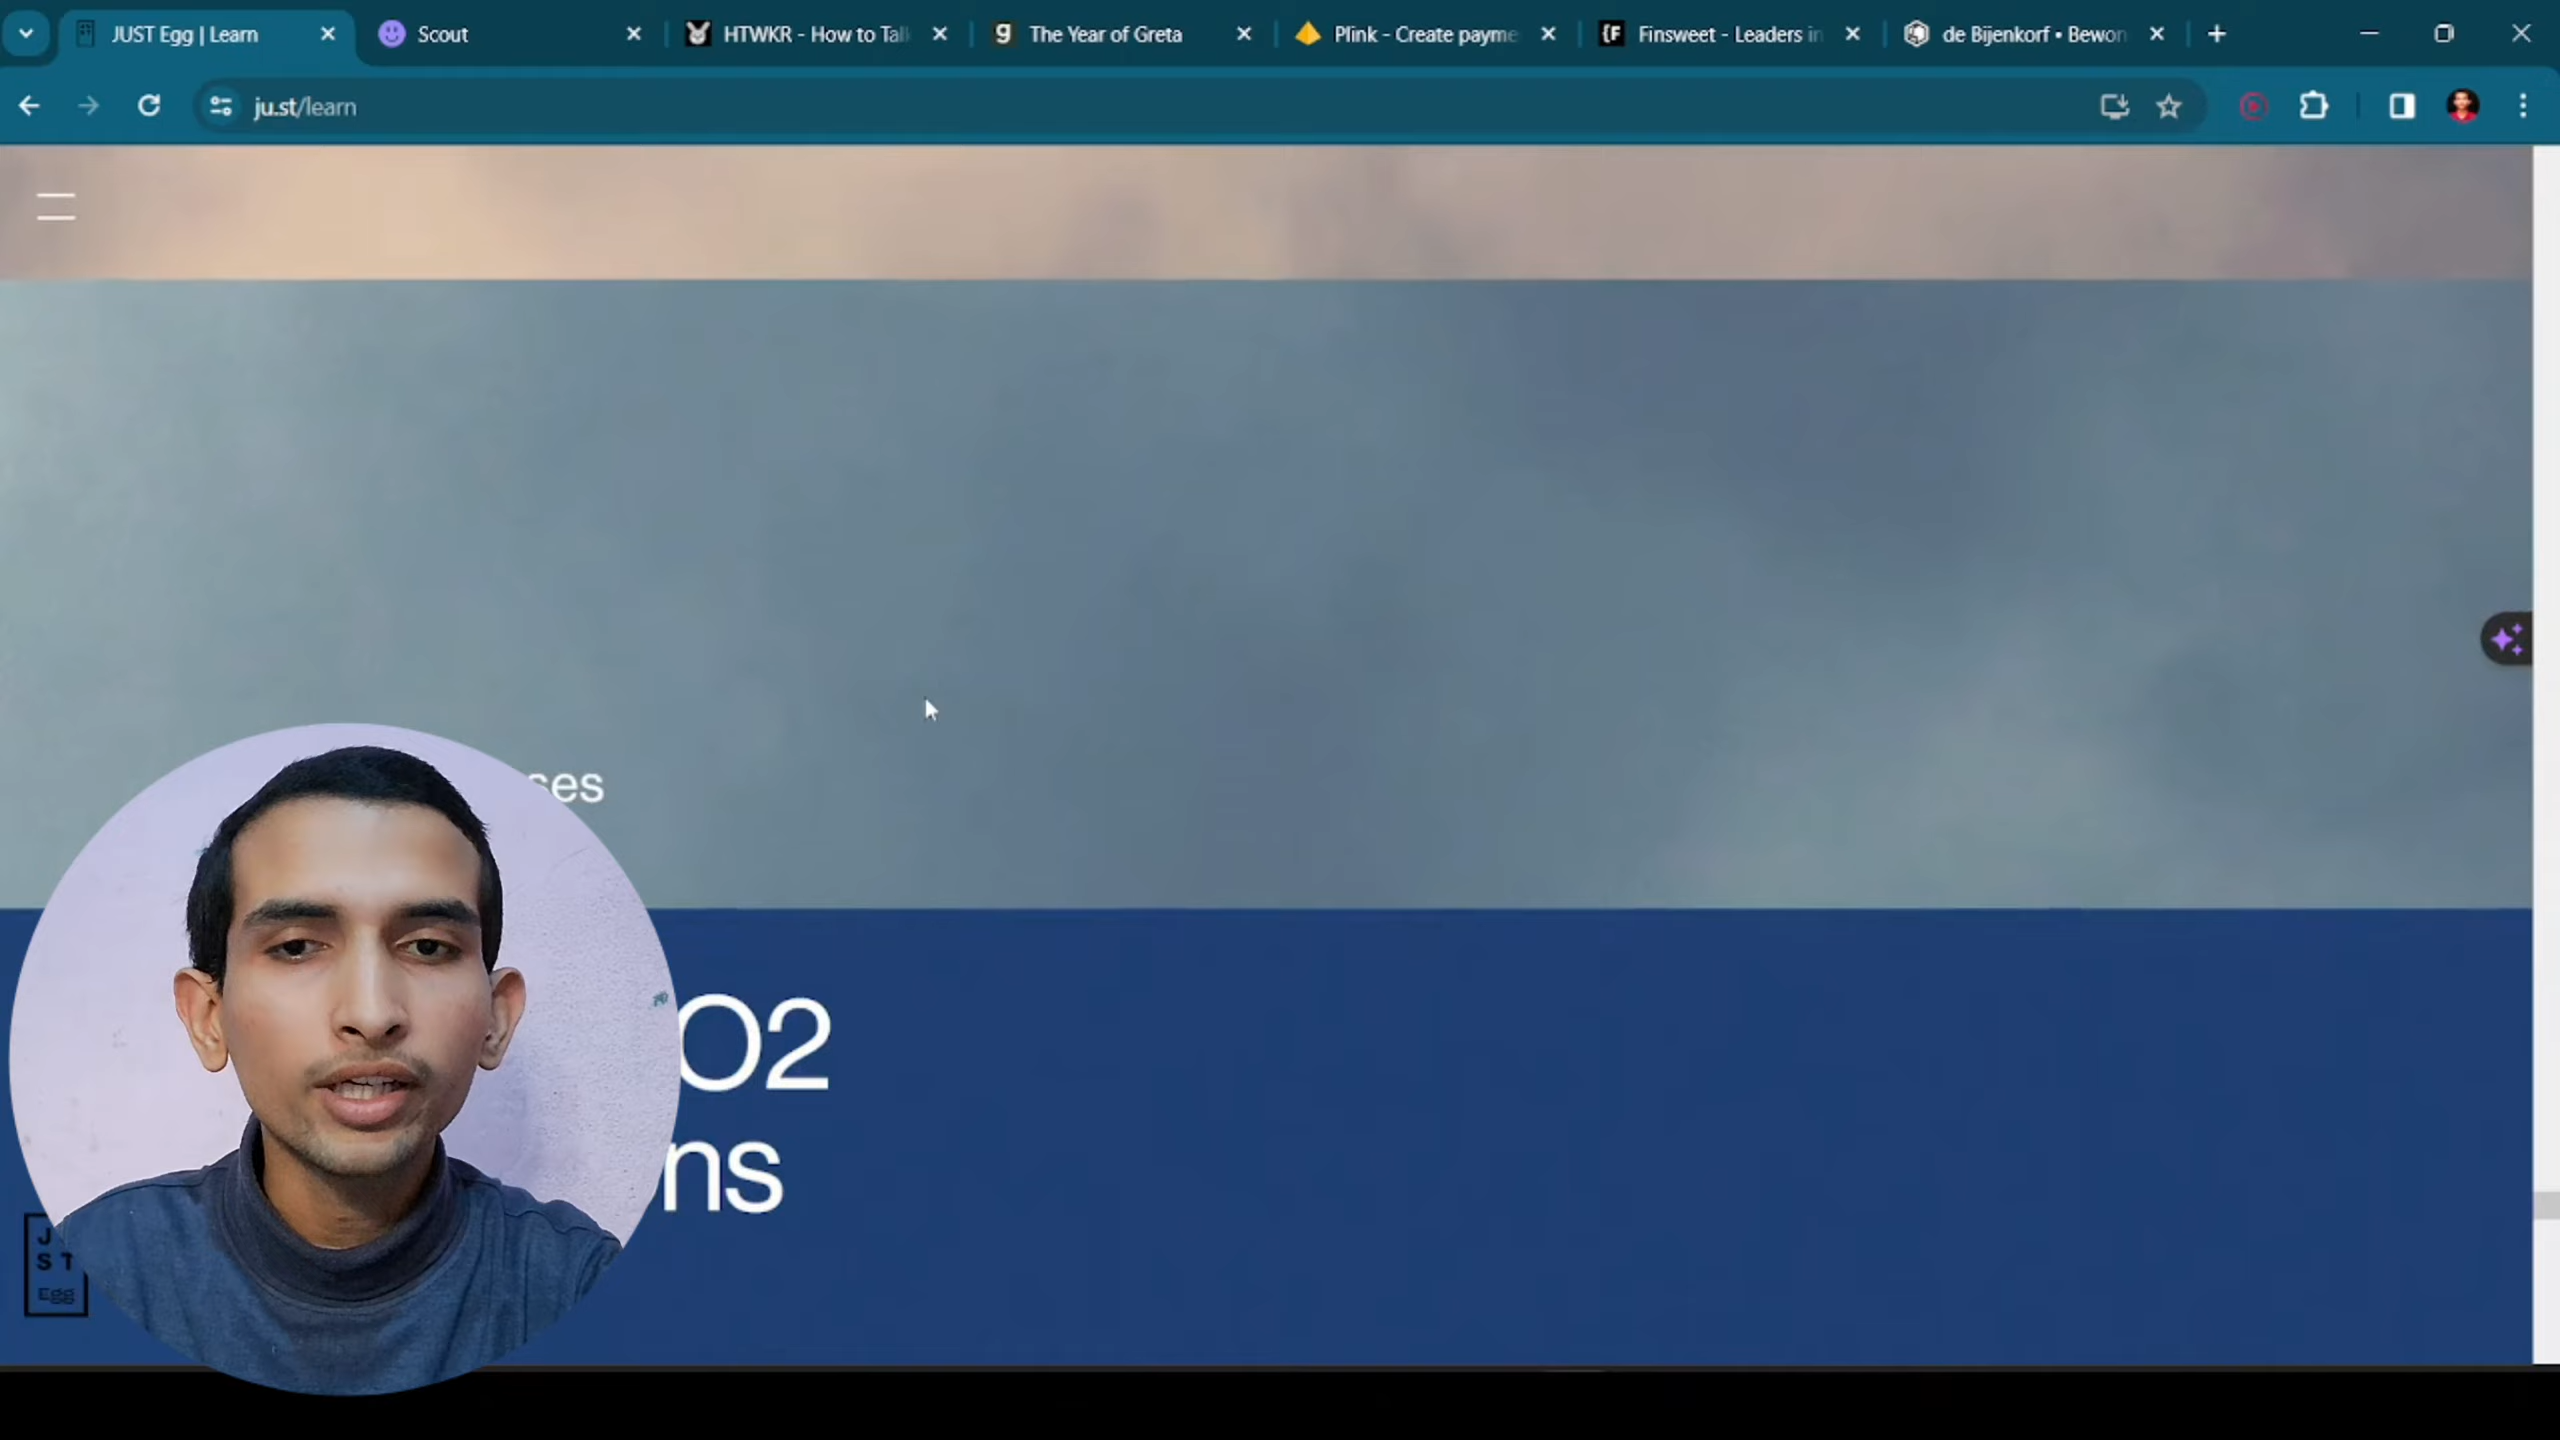 JUST Egg | Learn
Scout
HTWKR - How to Tal
The Year of Greta
Plink - Create payme
Finsweet - Leaders in
de Bijenkorf • Bewon
ju.st/learn
ses
O2
ns
J
S T
Egg